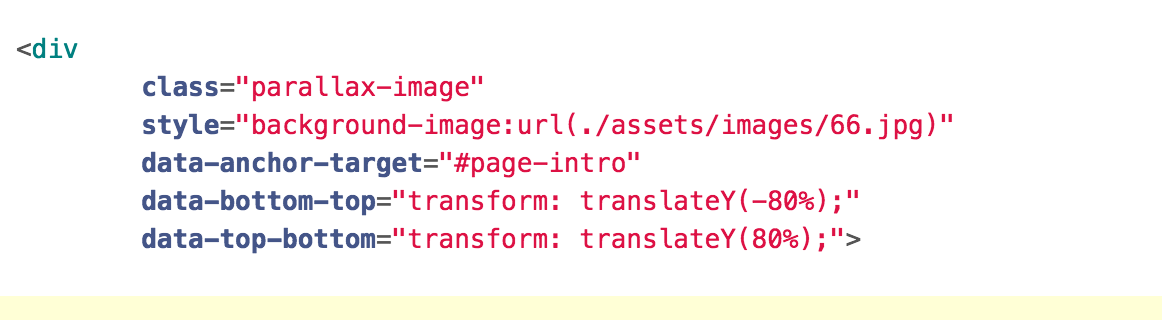 <div
class="parallax-image"
style="background-image:url(./assets/images/66.jpg)"
data-anchor-target="#page-intro"
data-bottom-top="transform: translateY(-80%);"
data-top-bottom="transform: translateY(80%);">